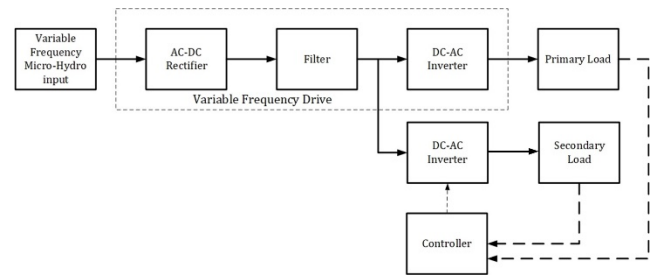 Variable
Frequency
Micro-Hydro
input
AC-DC
Rectifier
Filter
DC-AC
Inverter
Primary Load
Variable Frequency Drive
DC-AC
Inverter
Secondary
Load
Controller